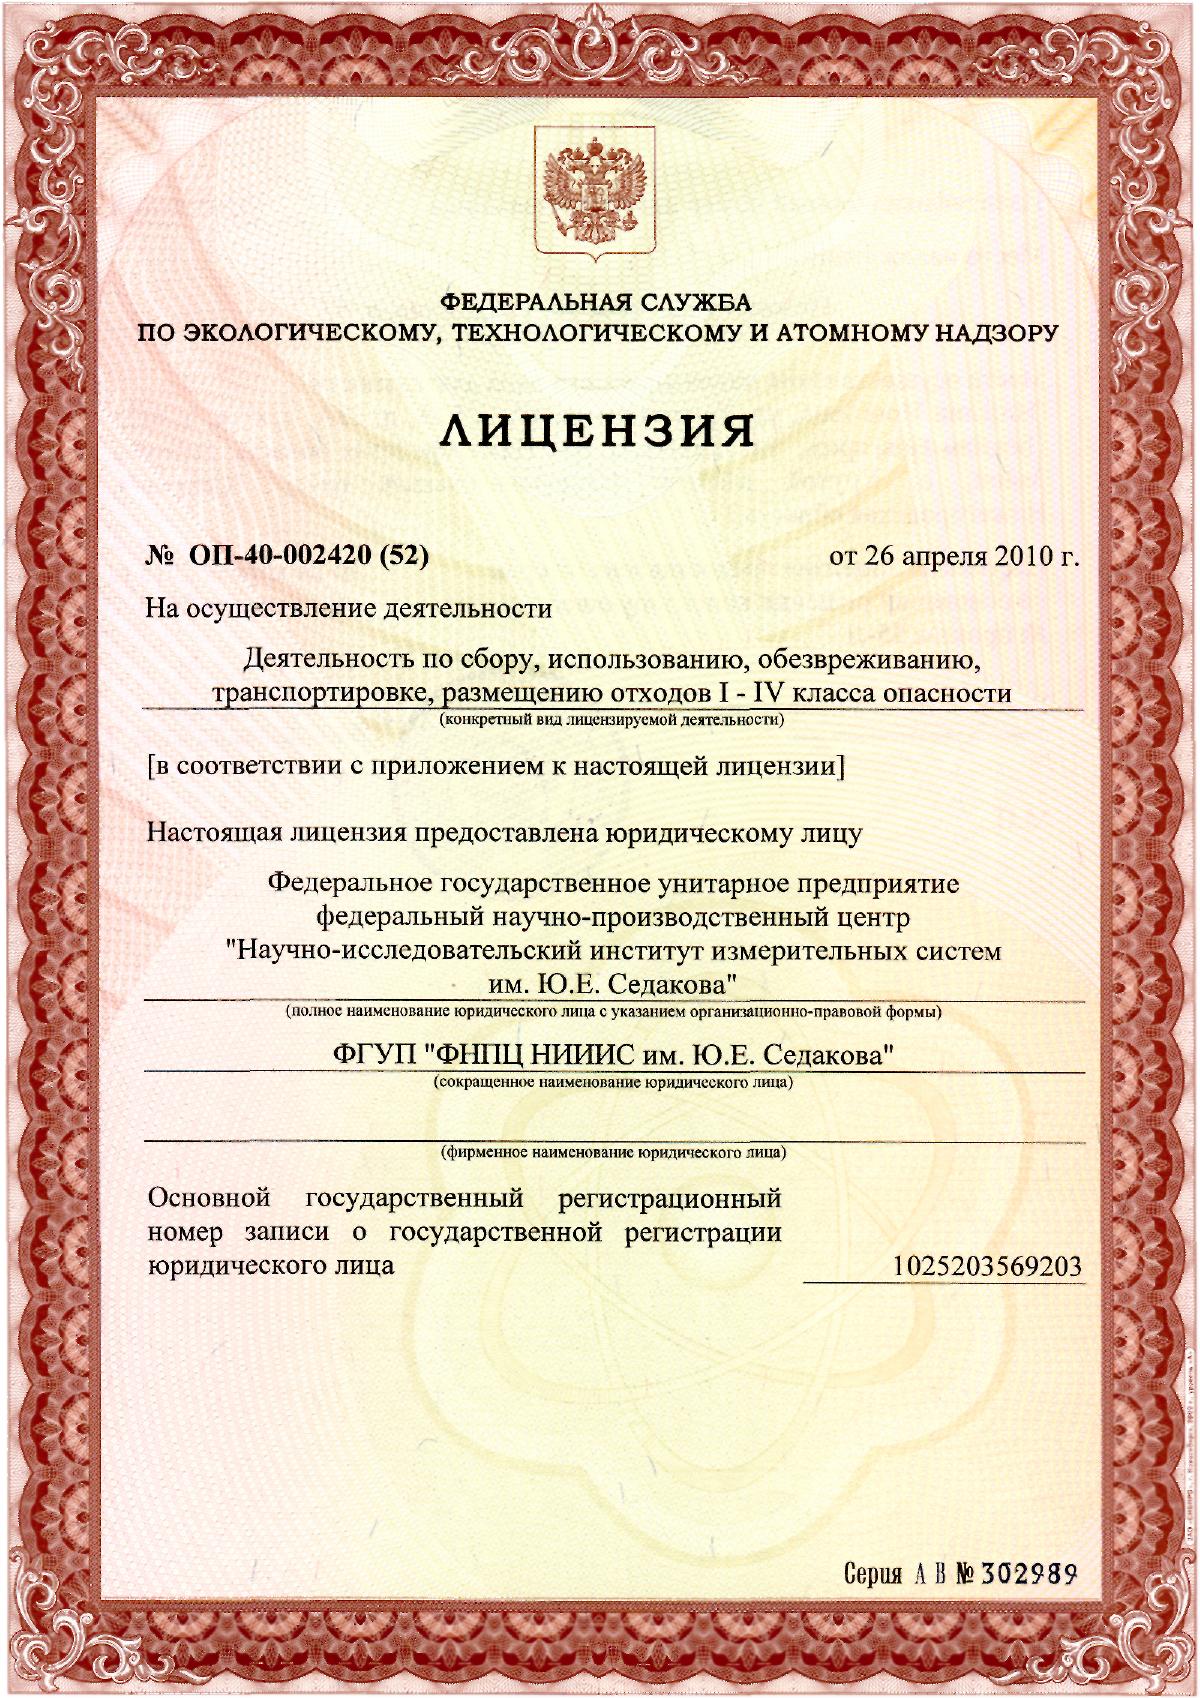 ФЕДЕРАЛЬНАЯ СЛУЖБА
ПО ЭКОЛОГИЧЕСКОМУ, ТЕХНОЛОГИЧЕСКОМУ И АТОМНОМУ НАДЗОРУ
ЛИЦЕНЗИЯ
№ ОП-40-002420 (52) от 26 апреля 2010 г.
На осуществление деятельности
Деятельность по сбору, использованию, обезвреживанию,
транспортировке, размещению отходов I - IV класса опасности
(конкретный вид лицензируемой деятельности)
[в соответствии с приложением к настоящей лицензии]
Настоящая лицензия предоставлена юридическому лицу
Федеральное государственное унитарное предприятие
федеральный научно-производственный центр
"Научно-исследовательский институт измерительных систем
им. Ю.Е. Седакова"
(полное наименование юридического лица с указанием организационно-правовой формы)
ФГУП "ФНПЦ НИИИС им. Ю.Е. Седакова"
(сокращенное наименование юридического лица)
(фирменное наименование юридического лица)
Основной государственный регистрационный
номер записи о государственной регистрации
юридического лица 1025203569203
Серия А В № 302989